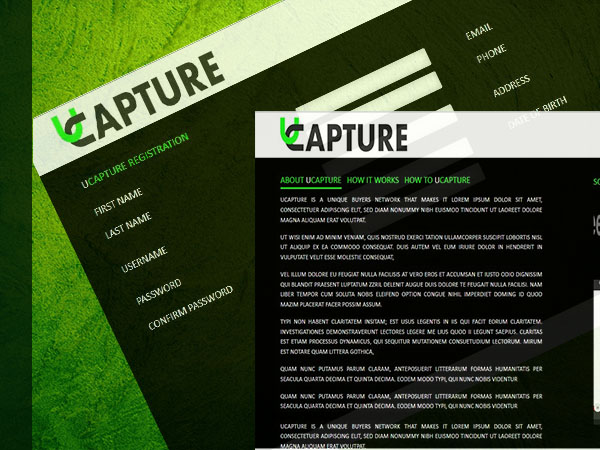 UCAPTURE
UCAPTURE REGISTRATION
FIRST NAME
LAST NAME
USERNAME
PASSWORD
CONFIRM PASSWORD
EMAIL
PHONE
ADDRESS
DATE OF BIRTH
UCAPTURE
ABOUT UCAPTURE HOW IT WORKS HOW TO UCAPTURE
UCAPTURE IS A UNIQUE BUYERS NETWORK THAT MAKES IT LOREM IPSUM DOLOR SIT AMET,
CONSECTETUER ADIPISCING ELIT, SED DIAM NONUMMY NIBH EUISMOD TINCIDUNT UT LAOREET DOLORE
MAGNA ALIQUAM ERAT VOLUTPAT.
UT WISI ENIM AD MINIM VENIAM, QUIS NOSTRUD EXERCI TATION ULLAMCORPER SUSCIPIT LOBORTIS NISL
UT ALIQUIP EX EA COMMODO CONSEQUAT. DUIS AUTEM VEL EUM IRIURE DOLOR IN HENDRERIT IN
VULPUTATE VELIT ESSE MOLESTIE CONSEQUAT,
VEL ILLUM DOLORE EU FEUGIAT NULLA FACILISIS AT VERO EROS ET ACCUMSAN ET IUSTO ODIO DIGNISSIM
QUI BLANDIT PRAESENT LUPTATUM ZZRIL DELENIT AUGUE DUIS DOLORE TE FEUGAIT NULLA FACILISI. NAM
LIBER TEMPOR CUM SOLUTA NOBIS ELEIFEND OPTION CONGUE NIHIL IMPERDIET DOMING ID QUOD
MAZIM PLACERAT FACER POSSIM ASSUM.
TYPI NON HABENT CLARITATEM INSITAM; EST USUS LEGENTIS IN IIS QUI FACIT EORUM CLARITATEM.
INVESTIGATIONES DEMONSTRAVERUNT LECTORES LEGERE ME LIUS QUOD II LEGUNT SAEPIUS. CLARITAS
EST ETIAM PROCESSUS DYNAMICUS, QUI SEQUITUR MUTATIONEM CONSUETUDIUM LECTORUM. MIRUM
EST NOTARE QUAM LITTERA GOTHICA,
QUAM NUNC PUTAMUS PARUM CLARAM, ANTEPOSUERIT LITTERARUM FORMAS HUMANITATIS PER
SEACULA QUARTA DECIMA ET QUINTA DECIMA. EODEM MODO TYPI, QUI NUNC NOBIS VIDENTUR
QUAM NUNC PUTAMUS PARUM CLARAM, ANTEPOSUERIT LITTERARUM FORMAS HUMANITATIS PER
SEACULA QUARTA DECIMA ET QUINTA DECIMA. EODEM MODO TYPI, QUI NUNC NOBIS VIDENTUR
UCAPTURE IS A UNIQUE BUYERS NETWORK THAT MAKES IT LOREM IPSUM DOLOR SIT AMET,
CONSECTETUER ADIPISCING ELIT, SED DIAM NONUMMY NIBH EUISMOD TINCIDUNT UT LAOREET DOLORE
MAGNA ALIQUAM ERAT VOLUTPAT.